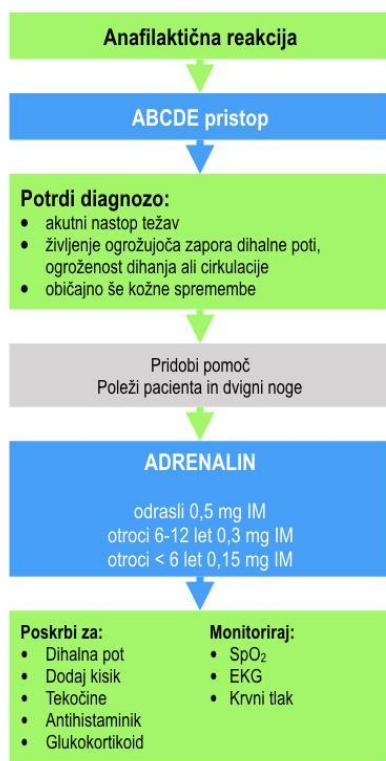 Anafilaktična reakcija
ABCDE pristop
Potrdi diagnozo:
• akutni nastop težav
• življenje ogrožujoča zapora dihalne poti,
ogroženost dihanja ali cirkulacije
• običajno še kožne spremembe
Pridobi pomoč
Poleži pacienta in dvigni noge
ADRENALIN
odrasli 0,5 mg IM
otroci 6-12 let 0,3 mg IM
otroci < 6 let 0,15 mg IM
Poskrbi za:
• Dihalna pot
• Dodaj kisik
• Tekočine
• Antihistaminik
• Glukokortikoid
Monitoriraj:
• SpO₂
• EKG
• Krvni tlak